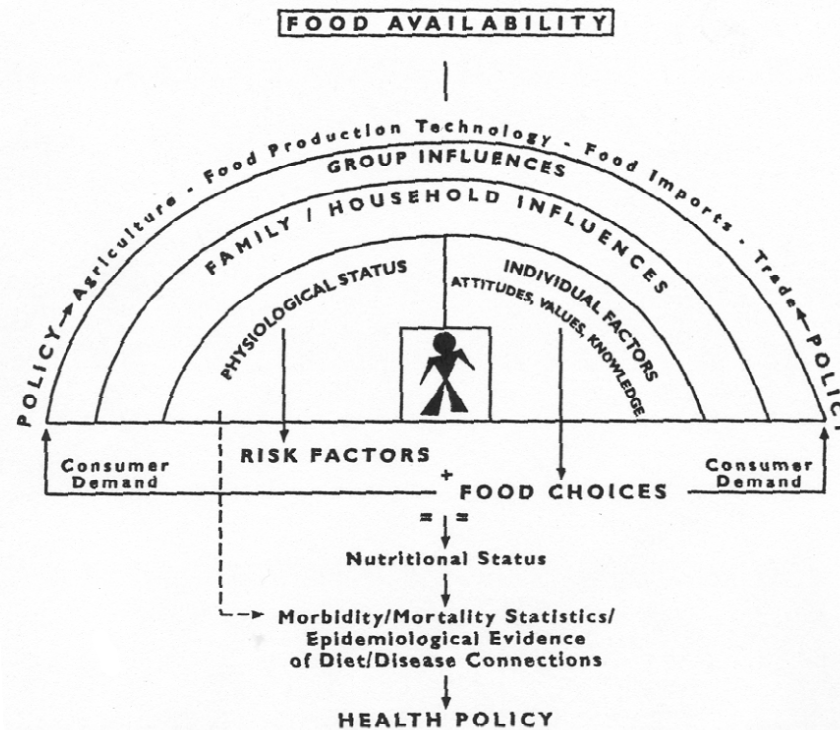 FOOD AVAILABILITY
POLICY → Agriculture - Food Production Technology - Food Imports - Trade ← POLICY
GROUP INFLUENCES
FAMILY / HOUSEHOLD INFLUENCES
PHYSIOLOGICAL STATUS
INDIVIDUAL FACTORS
ATTITUDES, VALUES, KNOWLEDGE
RISK FACTORS
Consumer
Demand
+
FOOD CHOICES
Consumer
Demand
= =
Nutritional Status
Morbidity/Mortality Statistics/
Epidemiological Evidence
of Diet/Disease Connections
HEALTH POLICY